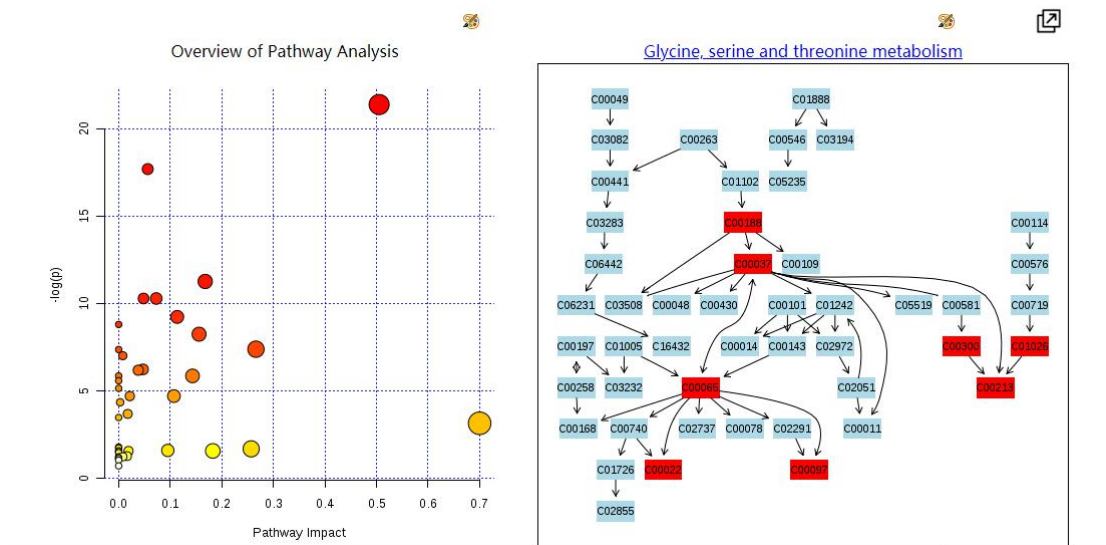 Overview of Pathway Analysis
-log(p)
20
15
10
5
0
0.0 0.1 0.2 0.3 0.4 0.5 0.6 0.7
Pathway Impact
Glycine, serine and threonine metabolism
C00049 C01888
C03082 C00263 C00546 C03194
C00441 C01102 C05235
C03283 C00188 C00114
C06442 C00037 C00109 C00576
C06231 C03508 C00048 C00430 C00101 C01242 C05519 C00581 C00719
C00197 C01005 C16432 C00014 C00143 C02972 C00300 C01026
C00258 C03232 C00065 C02051 C00213
C00168 C00740 C02737 C00078 C02291 C00011
C01726 C00022 C00097
C02855